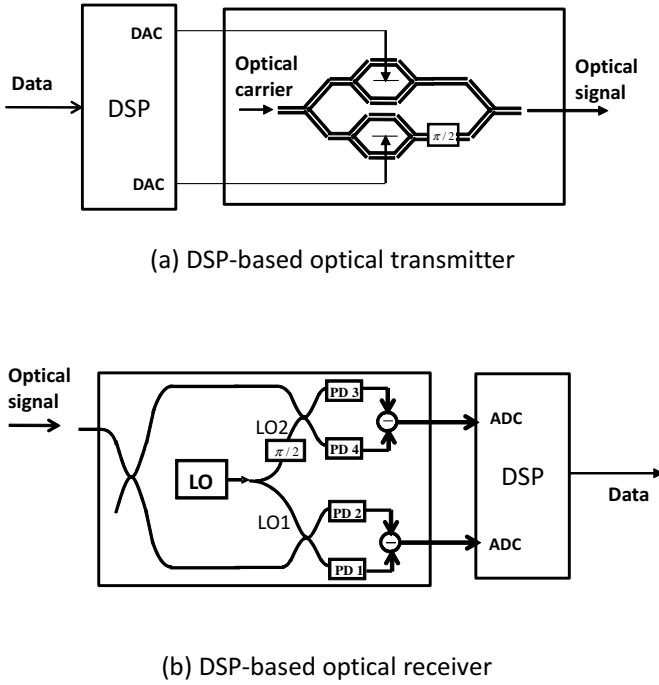 DAC
Data
DSP
Optical
carrier
Optical
signal
π / 2
DAC
(a) DSP-based optical transmitter
Optical
signal
PD 3
LO2
ADC
π / 2
PD 4
LO
DSP
Data
LO1
PD 2
ADC
PD 1
(b) DSP-based optical receiver